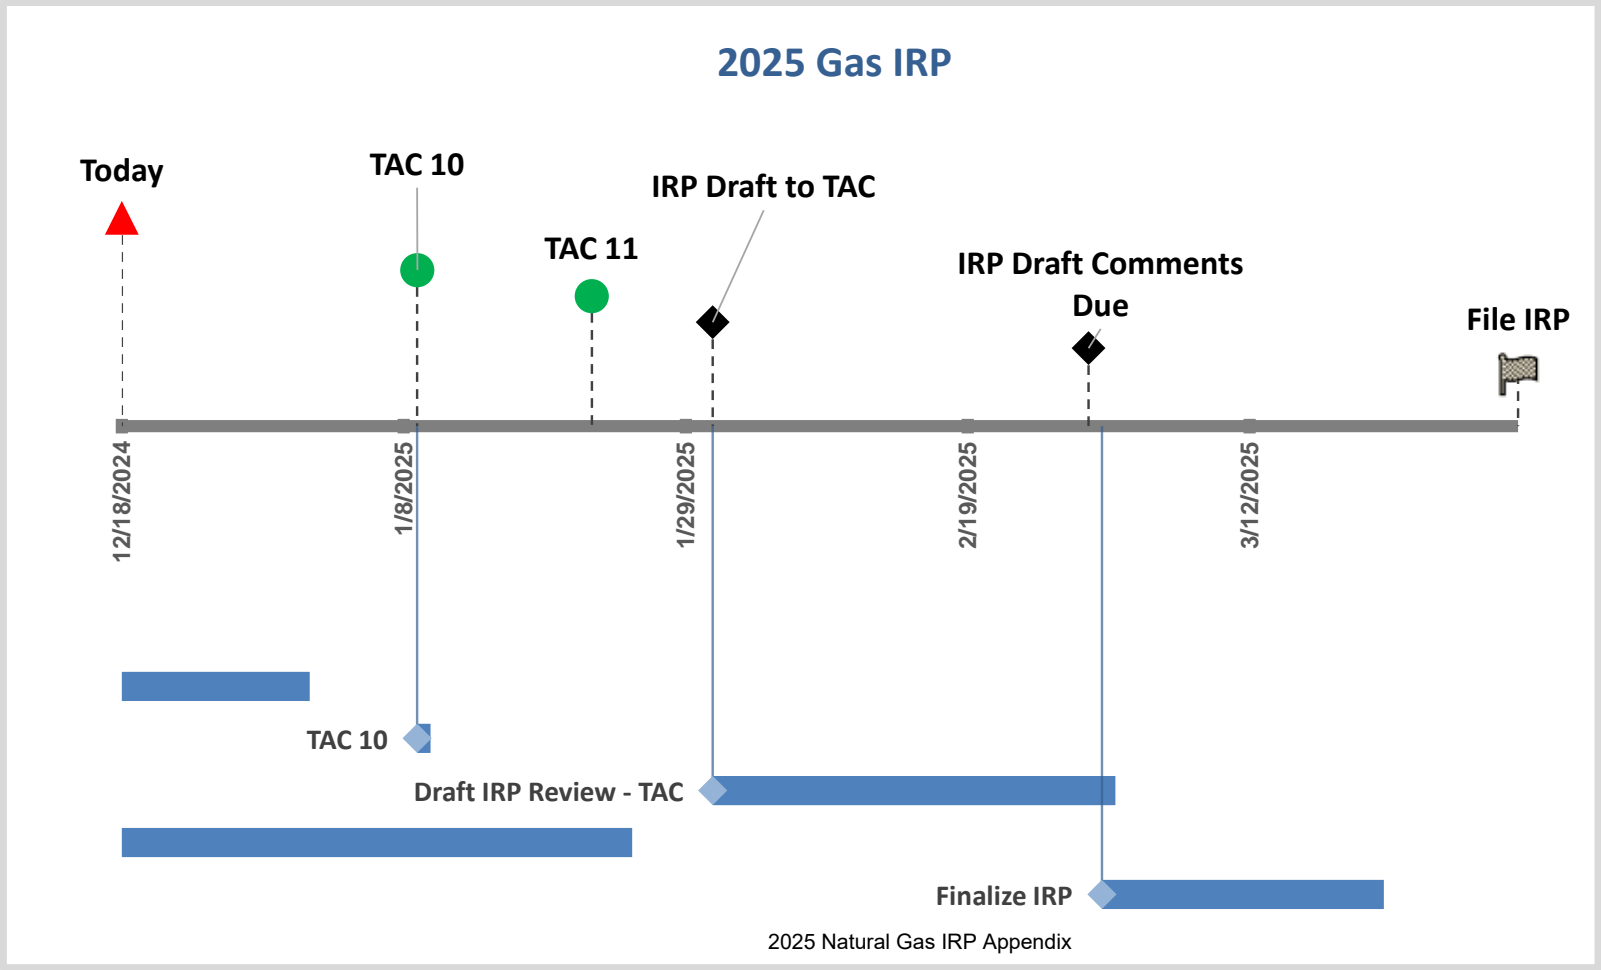 2025 Gas IRP
Today
TAC 10
IRP Draft to TAC
TAC 11
IRP Draft Comments
Due
File IRP
12/18/2024
1/8/2025
1/29/2025
2/19/2025
3/12/2025
TAC 10
Draft IRP Review - TAC
Finalize IRP
2025 Natural Gas IRP Appendix